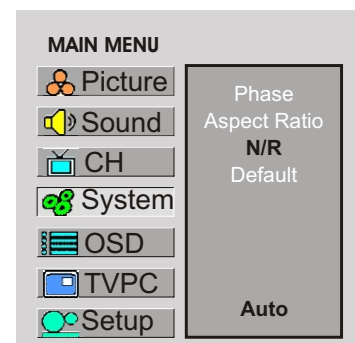 MAIN MENU
Picture
Sound
CH
System
OSD
TVPC
Setup
Phase
Aspect Ratio
N/R
Default
Auto